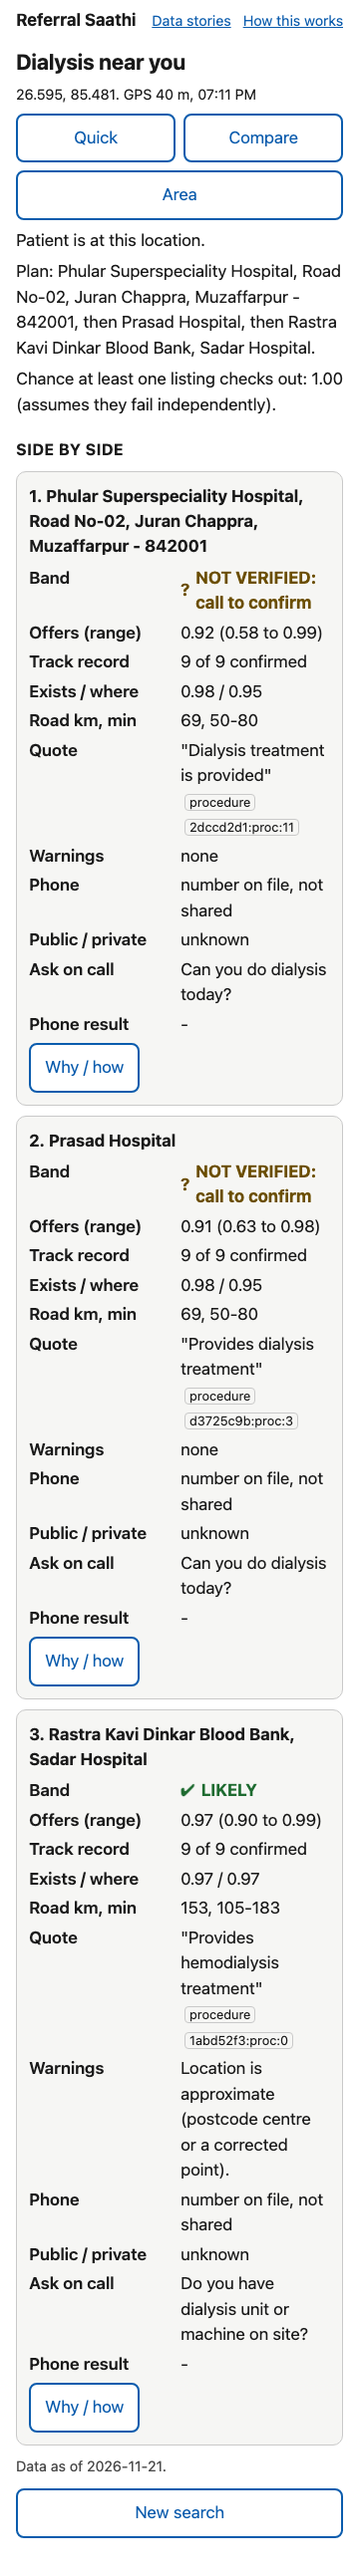 Referral Saathi Data stories How this works
Dialysis near you
26.595, 85.481. GPS 40 m, 07:11 PM
Quick Compare
Area
Patient is at this location.
Plan: Phular Superspeciality Hospital, Road
No-02, Juran Chappra, Muzaffarpur -
842001, then Prasad Hospital, then Rastra
Kavi Dinkar Blood Bank, Sadar Hospital.
Chance at least one listing checks out: 1.00
(assumes they fail independently).
SIDE BY SIDE
1. Phular Superspeciality Hospital,
Road No-02, Juran Chappra,
Muzaffarpur - 842001
Band ? NOT VERIFIED:
call to confirm
Offers (range) 0.92 (0.58 to 0.99)
Track record 9 of 9 confirmed
Exists / where 0.98 / 0.95
Road km, min 69, 50-80
Quote "Dialysis treatment
is provided"
procedure
2dccd2d1:proc:11
Warnings none
Phone number on file, not
shared
Public / private unknown
Ask on call Can you do dialysis
today?
Phone result -
Why / how
2. Prasad Hospital
Band ? NOT VERIFIED:
call to confirm
Offers (range) 0.91 (0.63 to 0.98)
Track record 9 of 9 confirmed
Exists / where 0.98 / 0.95
Road km, min 69, 50-80
Quote "Provides dialysis
treatment"
procedure
d3725c9b:proc:3
Warnings none
Phone number on file, not
shared
Public / private unknown
Ask on call Can you do dialysis
today?
Phone result -
Why / how
3. Rastra Kavi Dinkar Blood Bank,
Sadar Hospital
Band ✔ LIKELY
Offers (range) 0.97 (0.90 to 0.99)
Track record 9 of 9 confirmed
Exists / where 0.97 / 0.97
Road km, min 153, 105-183
Quote "Provides
hemodialysis
treatment"
procedure
1abd52f3:proc:0
Warnings Location is
approximate
(postcode centre
or a corrected
point).
Phone number on file, not
shared
Public / private unknown
Ask on call Do you have
dialysis unit or
machine on site?
Phone result -
Why / how
Data as of 2026-11-21.
New search